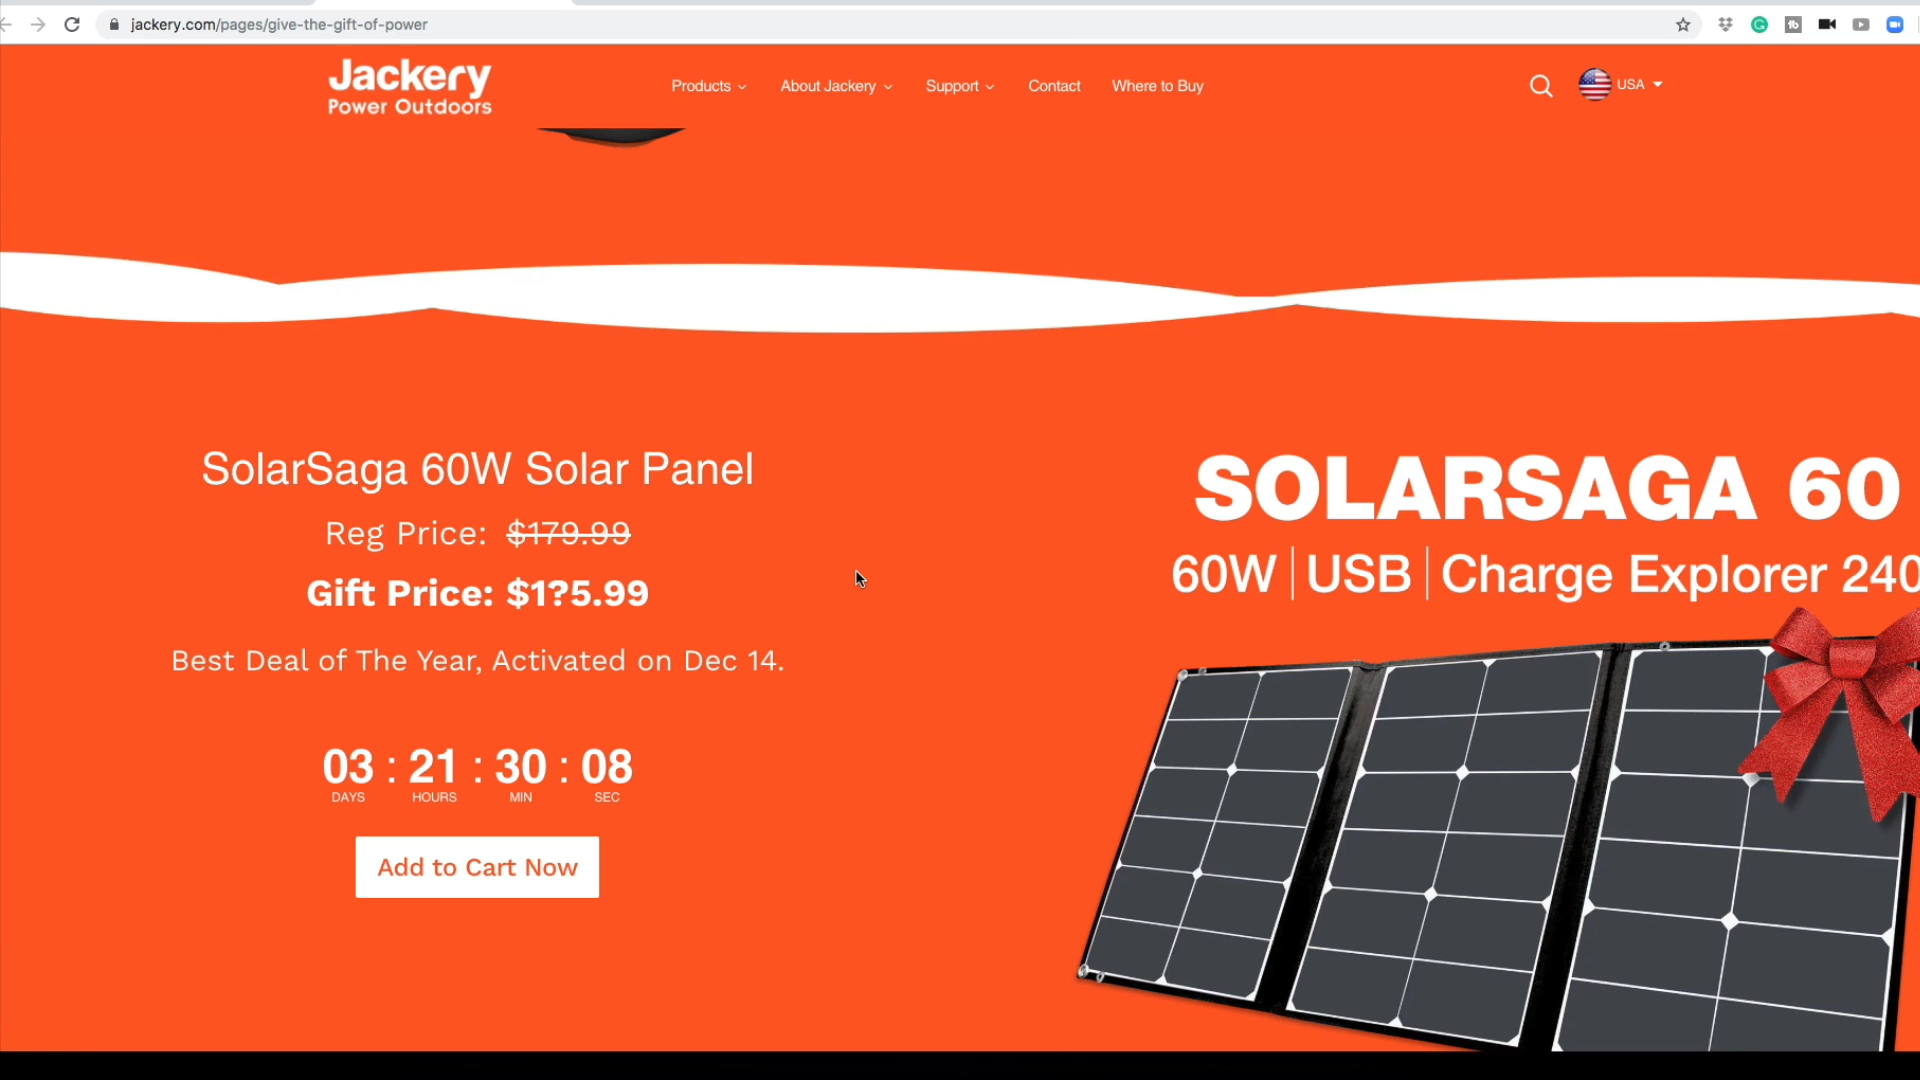 jackery.com/pages/give-the-gift-of-power
Jackery
Power Outdoors
Products
About Jackery
Support
Contact
Where to Buy
USA
SolarSaga 60W Solar Panel
Reg Price: $179.99
Gift Price: $1?5.99
Best Deal of The Year, Activated on Dec 14.
03 : 21 : 30 : 08
DAYS HOURS MIN SEC
Add to Cart Now
SOLARSAGA 60
60W | USB | Charge Explorer 240